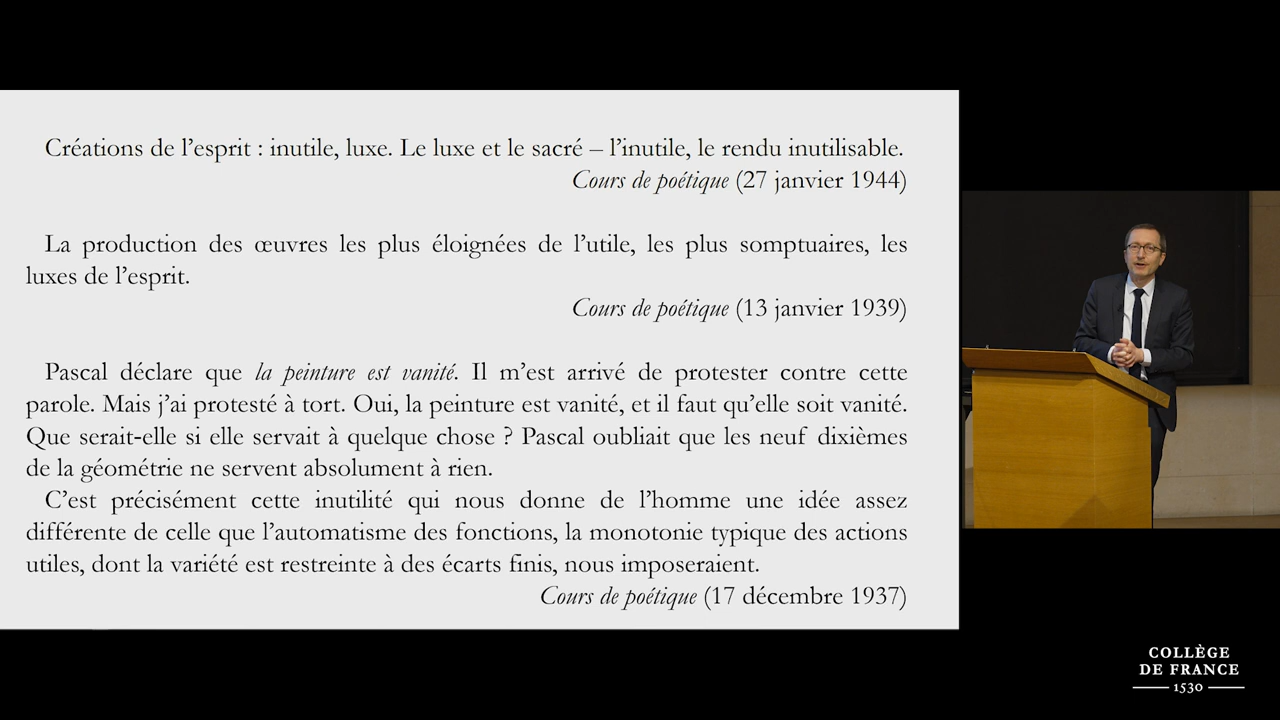 Créations de l’esprit : inutile, luxe. Le luxe et le sacré – l’inutile, le rendu inutilisable.
Cours de poétique (27 janvier 1944)
La production des œuvres les plus éloignées de l’utile, les plus somptuaires, les
luxes de l’esprit.
Cours de poétique (13 janvier 1939)
Pascal déclare que la peinture est vanité. Il m’est arrivé de protester contre cette
parole. Mais j’ai protesté à tort. Oui, la peinture est vanité, et il faut qu’elle soit vanité.
Que serait-elle si elle servait à quelque chose ? Pascal oubliait que les neuf dixièmes
de la géométrie ne servent absolument à rien.
C’est précisément cette inutilité qui nous donne de l’homme une idée assez
différente de celle que l’automatisme des fonctions, la monotonie typique des actions
utiles, dont la variété est restreinte à des écarts finis, nous imposeraient.
Cours de poétique (17 décembre 1937)
COLLÈGE
DE FRANCE
1530